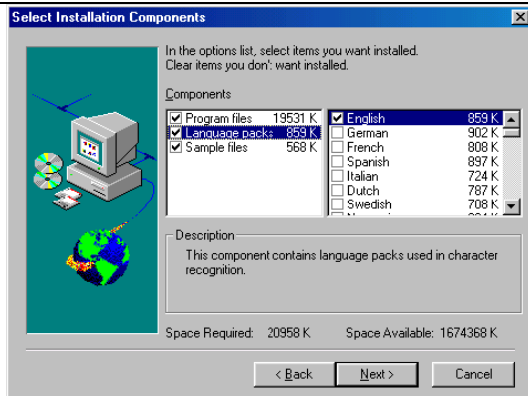 Select Installation Components
In the options list, select items you want installed.
Clear items you don't want installed.
Components
Program files 19531 K
Language packs 859 K
Sample files 568 K
English 859 K
German 902 K
French 808 K
Spanish 897 K
Italian 724 K
Dutch 787 K
Swedish 708 K
Description
This component contains language packs used in character
recognition.
Space Required: 20958 K Space Available: 1674368 K
< Back Next > Cancel